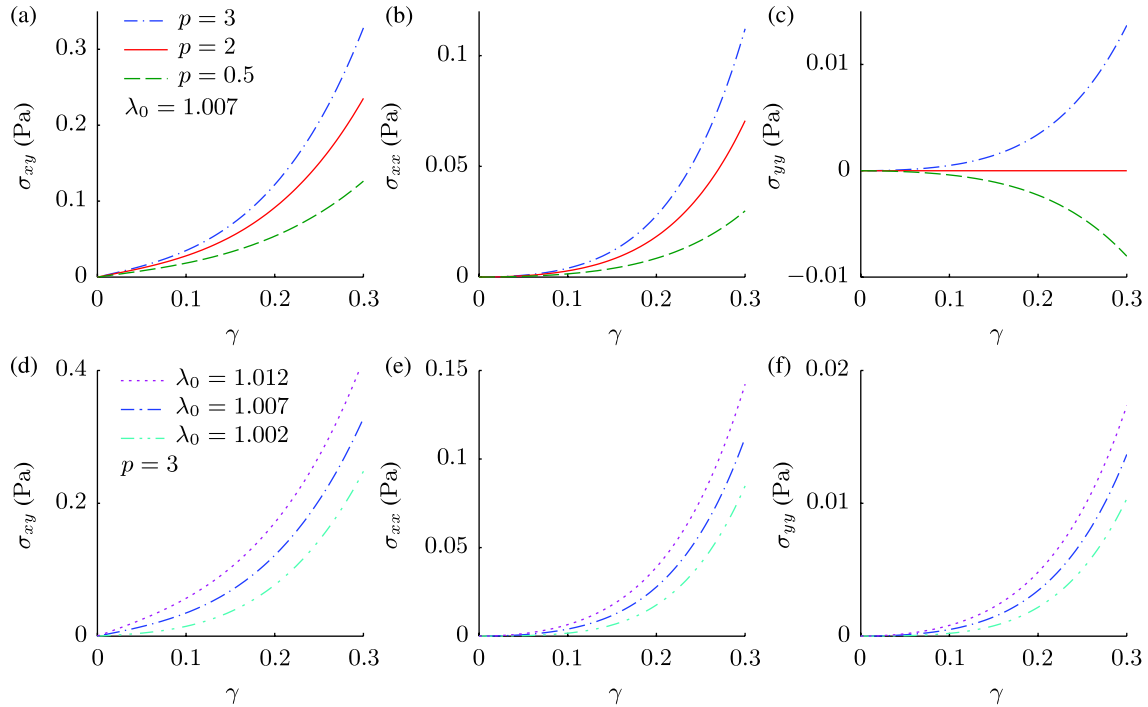 (a)
p = 3
p = 2
p = 0.5
λ₀ = 1.007
0.3
0.2
0.1
0
σxy (Pa)
0 0.1 0.2 0.3
γ
(b)
0.1
0.05
0
σxx (Pa)
0 0.1 0.2 0.3
γ
(c)
0.01
0
−0.01
σyy (Pa)
0 0.1 0.2 0.3
γ
(d)
λ₀ = 1.012
λ₀ = 1.007
λ₀ = 1.002
p = 3
0.4
0.2
0
σxy (Pa)
0 0.1 0.2 0.3
γ
(e)
0.15
0.1
0.05
0
σxx (Pa)
0 0.1 0.2 0.3
γ
(f)
0.02
0.01
0
σyy (Pa)
0 0.1 0.2 0.3
γ